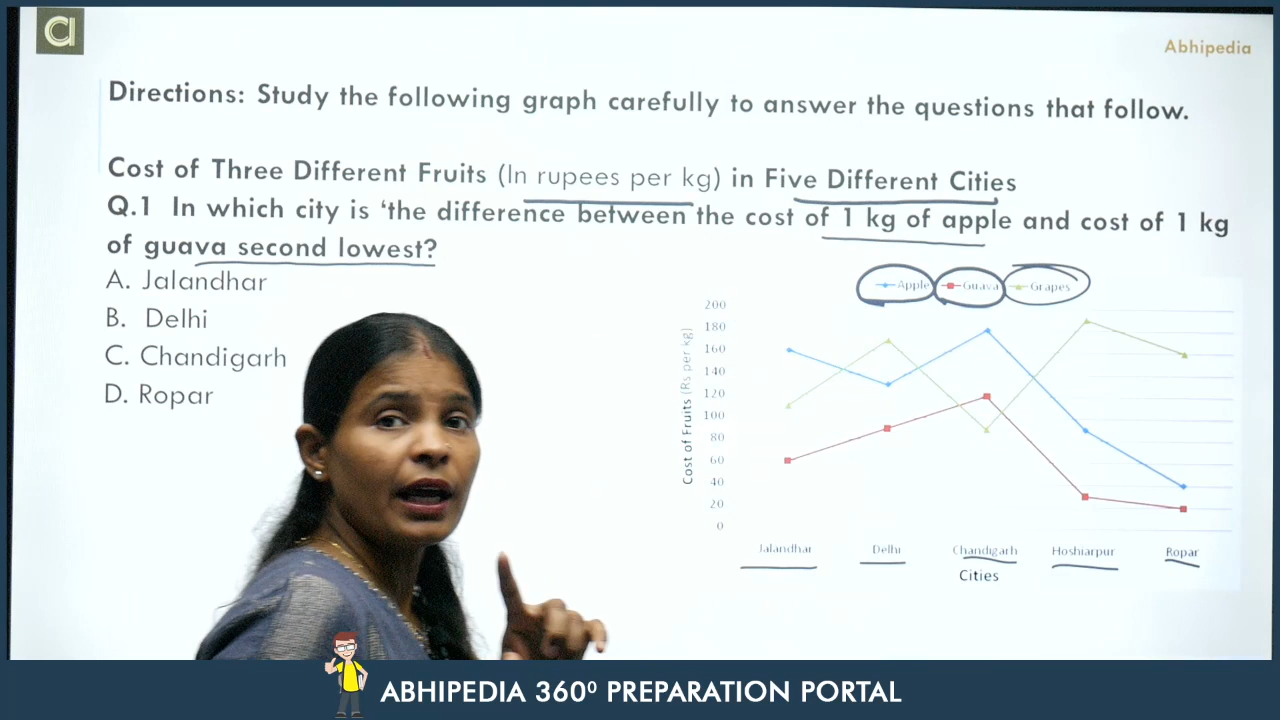 a
Abhipedia
Directions: Study the following graph carefully to answer the questions that follow.
Cost of Three Different Fruits (In rupees per kg) in Five Different Cities
Q.1 In which city is ‘the difference between the cost of 1 kg of apple and cost of 1 kg
of guava second lowest?
A. Jalandhar
B. Delhi
C. Chandigarh
D. Ropar
Apple Guava Grapes
Cost of Fruits (Rs per kg)
200
180
160
140
120
100
80
60
40
20
0
Jalandhar Delhi Chandigarh Hoshiarpur Ropar
Cities
ABHIPEDIA 360⁰ PREPARATION PORTAL